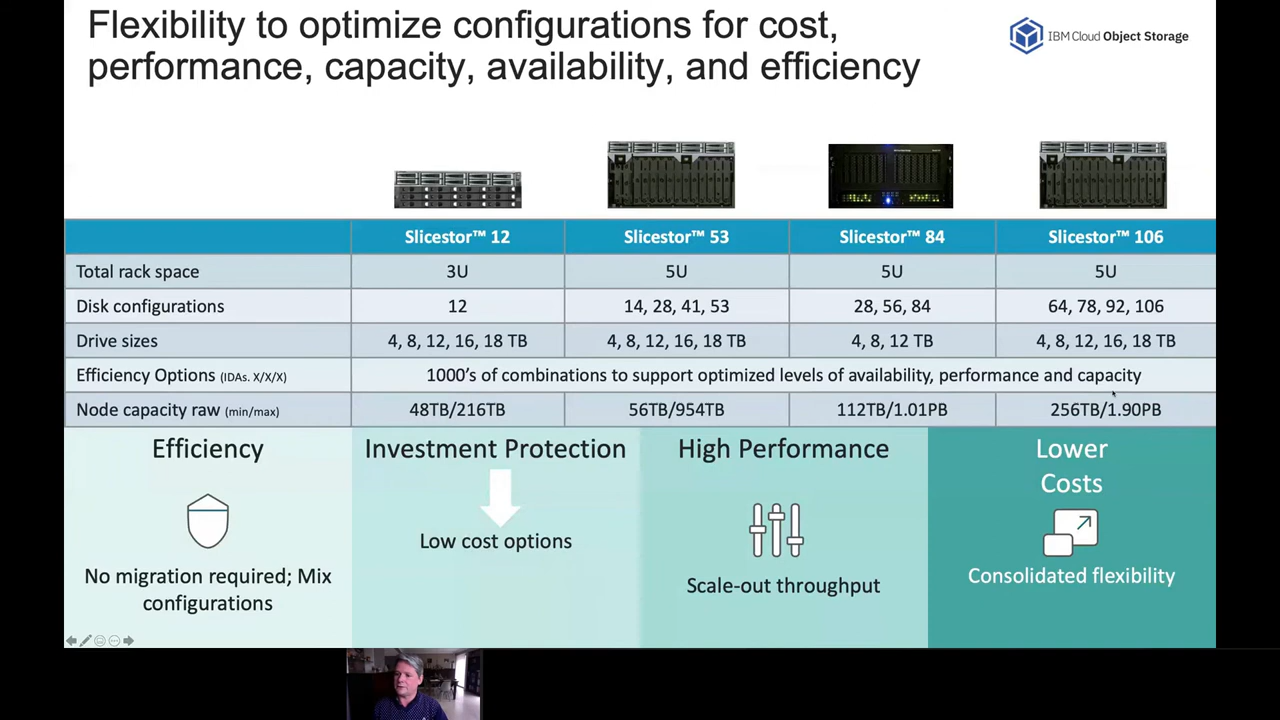 Flexibility to optimize configurations for cost,
performance, capacity, availability, and efficiency
IBM Cloud Object Storage
Slicestor™ 12 Slicestor™ 53 Slicestor™ 84 Slicestor™ 106
Total rack space 3U 5U 5U 5U
Disk configurations 12 14, 28, 41, 53 28, 56, 84 64, 78, 92, 106
Drive sizes 4, 8, 12, 16, 18 TB 4, 8, 12, 16, 18 TB 4, 8, 12 TB 4, 8, 12, 16, 18 TB
Efficiency Options (IDAs. X/X/X) 1000’s of combinations to support optimized levels of availability, performance and capacity
Node capacity raw (min/max) 48TB/216TB 56TB/954TB 112TB/1.01PB 256TB/1.90PB
Efficiency
No migration required; Mix
configurations
Investment Protection
Low cost options
High Performance
Scale-out throughput
Lower
Costs
Consolidated flexibility